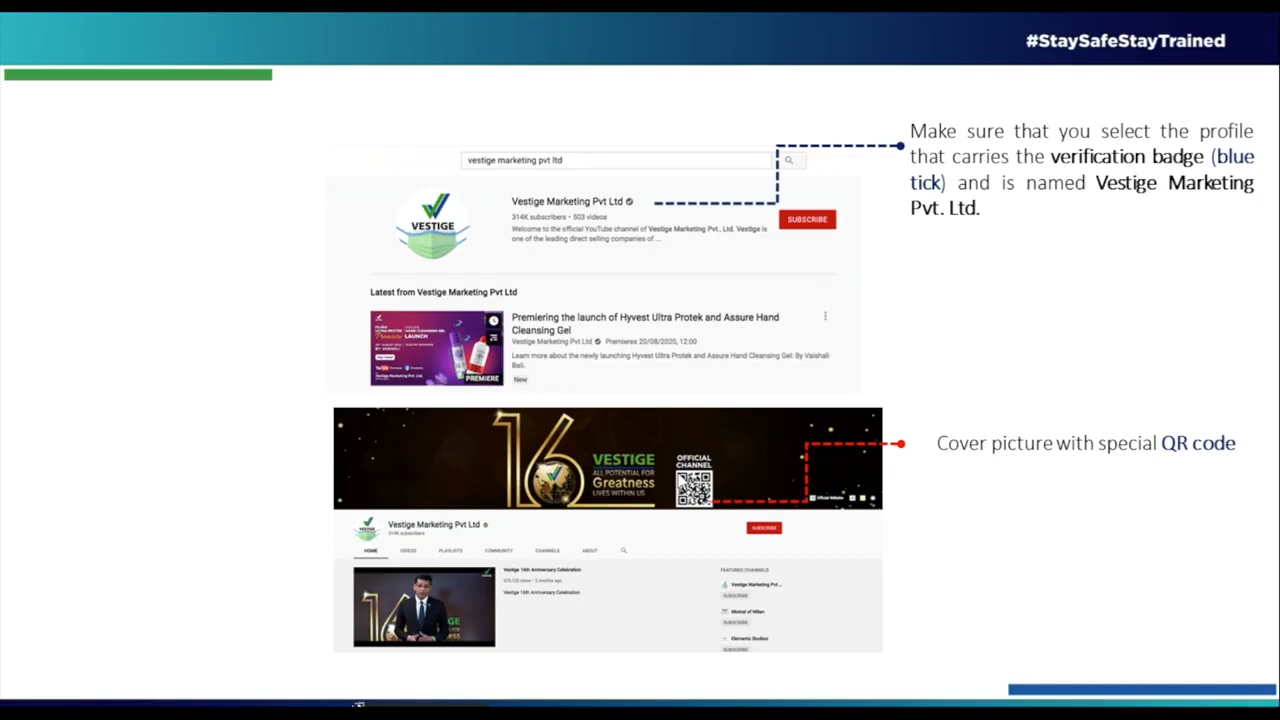 #StaySafeStayTrained
Make sure that you select the profile
that carries the verification badge (blue
tick) and is named Vestige Marketing
Pvt. Ltd.
vestige marketing pvt ltd
VESTIGE
Vestige Marketing Pvt Ltd
314K subscribers • 503 videos
SUBSCRIBE
Welcome to the official YouTube channel of Vestige Marketing Pvt., Ltd. Vestige is
one of the leading direct selling companies of ...
Latest from Vestige Marketing Pvt Ltd
Premiering the launch of Hyvest Ultra Protek and Assure Hand
Cleansing Gel
Vestige Marketing Pvt Ltd Premieres 20/08/2020, 12:00
Learn more about the newly launching Hyvest Ultra Protek and Assure Hand Cleansing Gel: By Vaishali
Bali.
New
LAUNCH
PREMIERE
16
VESTIGE
ALL POTENTIAL FOR
Greatness
LIVES WITHIN US
OFFICIAL
CHANNEL
Official Website
Cover picture with special QR code
Vestige Marketing Pvt Ltd
314K subscribers
SUBSCRIBE
HOME VIDEOS PLAYLISTS COMMUNITY CHANNELS ABOUT
Vestige 16th Anniversary Celebration
Vestige 16th Anniversary Celebration
FEATURED CHANNELS
Vestige Marketing Pvt...
SUBSCRIBE
Mistral of Milan
SUBSCRIBE
Elements Studios
SUBSCRIBE